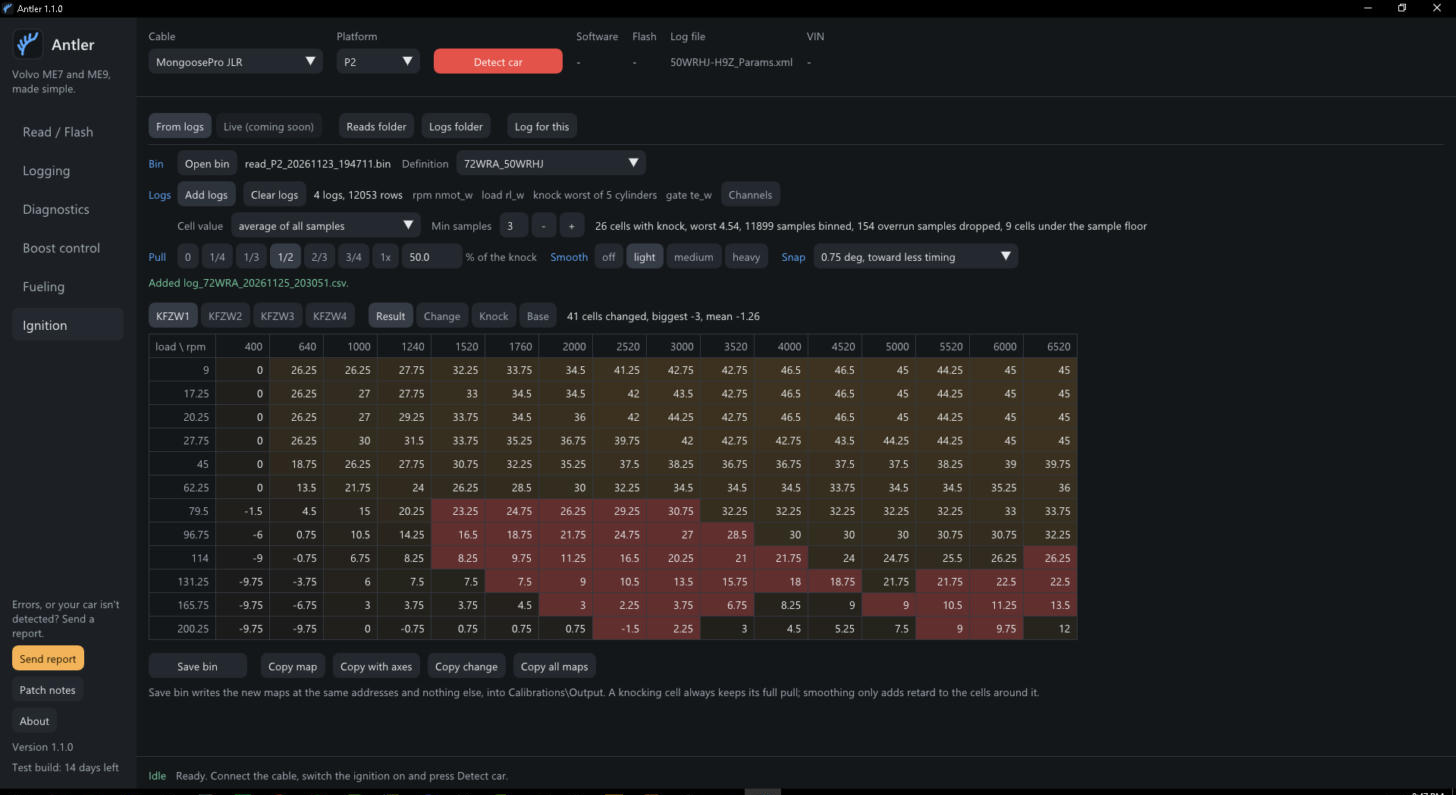 Antler 1.1.0
Antler
Volvo ME7 and ME9,
made simple.
Read / Flash
Logging
Diagnostics
Boost control
Fueling
Ignition
Errors, or your car isn't
detected? Send a
report.
Send report
Patch notes
About
Version 1.1.0
Test build: 14 days left
Cable Platform Software Flash Log file VIN
MongoosePro JLR P2 Detect car - - 50WRHJ-H9Z_Params.xml -
From logs Live (coming soon) Reads folder Logs folder Log for this
Bin Open bin read_P2_20261123_194711.bin Definition 72WRA_50WRHJ
Logs Add logs Clear logs 4 logs, 12053 rows rpm nmot_w load rl_w knock worst of 5 cylinders gate te_w Channels
Cell value average of all samples Min samples 3 - + 26 cells with knock, worst 4.54, 11899 samples binned, 154 overrun samples dropped, 9 cells under the sample floor
Pull 0 1/4 1/3 1/2 2/3 3/4 1x 50.0 % of the knock Smooth off light medium heavy Snap 0.75 deg, toward less timing
Added log_72WRA_20261125_203051.csv.
KFZW1 KFZW2 KFZW3 KFZW4 Result Change Knock Base 41 cells changed, biggest -3, mean -1.26
load \ rpm 400 640 1000 1240 1520 1760 2000 2520 3000 3520 4000 4520 5000 5520 6000 6520
9 0 26.25 26.25 27.75 32.25 33.75 34.5 41.25 42.75 42.75 46.5 46.5 45 44.25 45 45
17.25 0 26.25 27 27.75 33 34.5 34.5 42 43.5 42.75 46.5 46.5 45 44.25 45 45
20.25 0 26.25 27 29.25 33.75 34.5 36 42 44.25 42.75 46.5 46.5 45 44.25 45 45
27.75 0 26.25 30 31.5 33.75 35.25 36.75 39.75 42 42.75 42.75 43.5 44.25 44.25 45 45
45 0 18.75 26.25 27.75 30.75 32.25 35.25 37.5 38.25 36.75 36.75 37.5 37.5 38.25 39 39.75
62.25 0 13.5 21.75 24 26.25 28.5 30 32.25 34.5 34.5 34.5 33.75 34.5 34.5 35.25 36
79.5 -1.5 4.5 15 20.25 23.25 24.75 26.25 29.25 30.75 32.25 32.25 32.25 32.25 32.25 33 33.75
96.75 -6 0.75 10.5 14.25 16.5 18.75 21.75 24.75 27 28.5 30 30 30 30.75 30.75 32.25
114 -9 -0.75 6.75 8.25 8.25 9.75 11.25 16.5 20.25 21 21.75 24 24.75 25.5 26.25 26.25
131.25 -9.75 -3.75 6 7.5 7.5 7.5 9 10.5 13.5 15.75 18 18.75 21.75 21.75 22.5 22.5
165.75 -9.75 -6.75 3 3.75 3.75 4.5 3 2.25 3.75 6.75 8.25 9 9 10.5 11.25 13.5
200.25 -9.75 -9.75 0 -0.75 0.75 0.75 0.75 -1.5 2.25 3 4.5 5.25 7.5 9 9.75 12
Save bin Copy map Copy with axes Copy change Copy all maps
Save bin writes the new maps at the same addresses and nothing else, into Calibrations\Output. A knocking cell always keeps its full pull; smoothing only adds retard to the cells around it.
Idle Ready. Connect the cable, switch the ignition on and press Detect car.